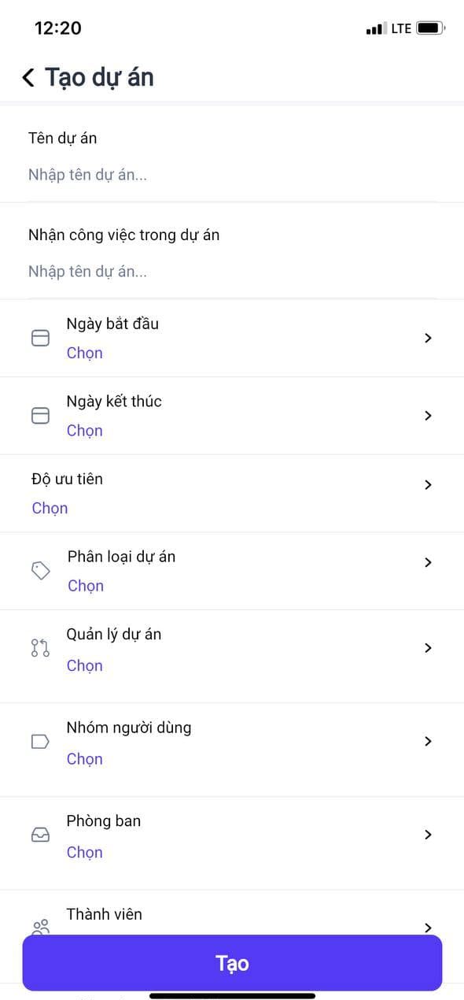 12:20
LTE
Tạo dự án
Tên dự án
Nhập tên dự án...
Nhận công việc trong dự án
Nhập tên dự án...
Ngày bắt đầu
Chọn
Ngày kết thúc
Chọn
Độ ưu tiên
Chọn
Phân loại dự án
Chọn
Quản lý dự án
Chọn
Nhóm người dùng
Chọn
Phòng ban
Chọn
Thành viên
Tạo